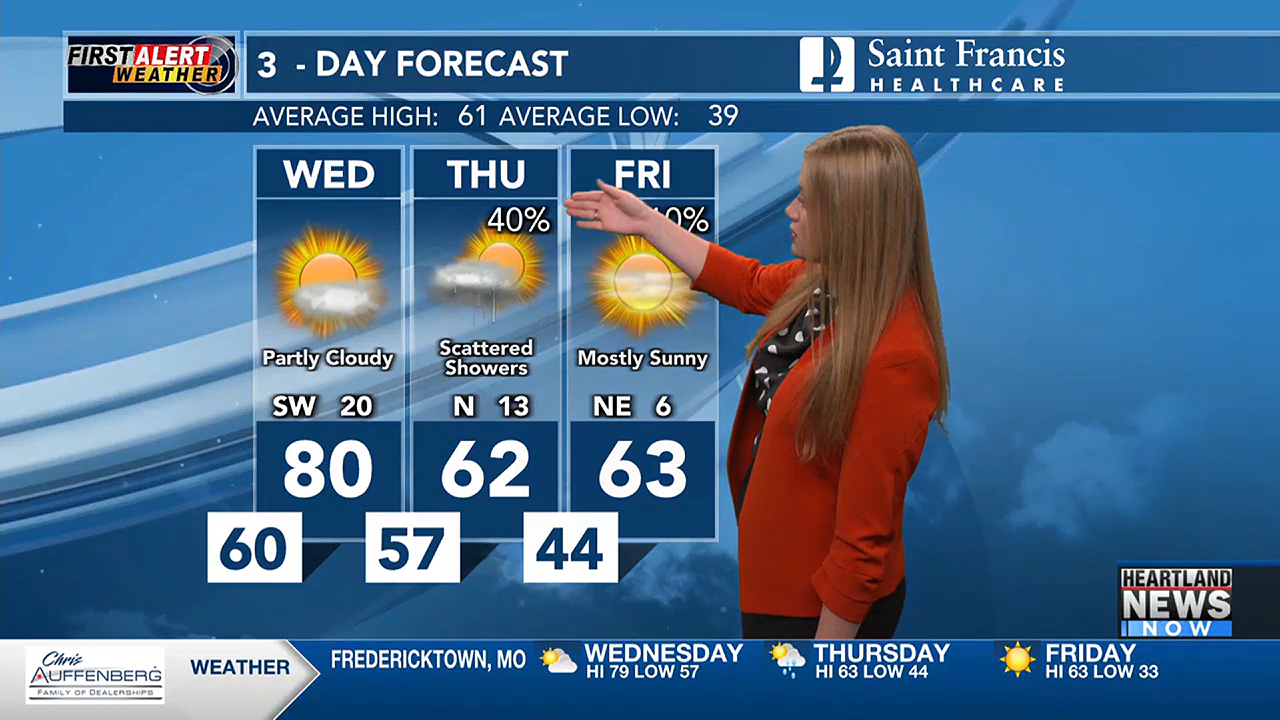 FIRST ALERT
WEATHER
3 - DAY FORECAST
Saint Francis
HEALTHCARE
AVERAGE HIGH: 61 AVERAGE LOW: 39
WED
THU
FRI
40%
Partly Cloudy
Scattered
Showers
Mostly Sunny
SW 20
N 13
NE 6
80
62
63
60
57
44
HEARTLAND
NEWS
NOW
Chris
AUFFENBERG
FAMILY OF DEALERSHIPS
WEATHER
FREDERICKTOWN, MO
WEDNESDAY
HI 79 LOW 57
THURSDAY
HI 63 LOW 44
FRIDAY
HI 63 LOW 33